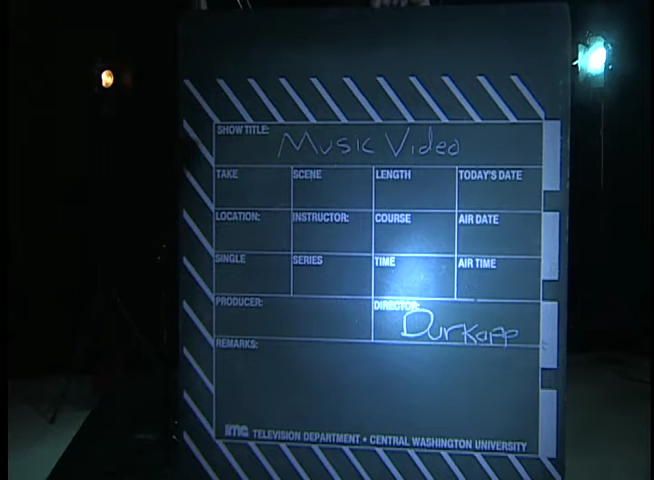 SHOW TITLE: Music Video
TAKE SCENE LENGTH TODAY'S DATE
LOCATION: INSTRUCTOR: COURSE AIR DATE
SINGLE SERIES TIME AIR TIME
PRODUCER: DIRECTOR: Durkopp
REMARKS:
imc TELEVISION DEPARTMENT • CENTRAL WASHINGTON UNIVERSITY